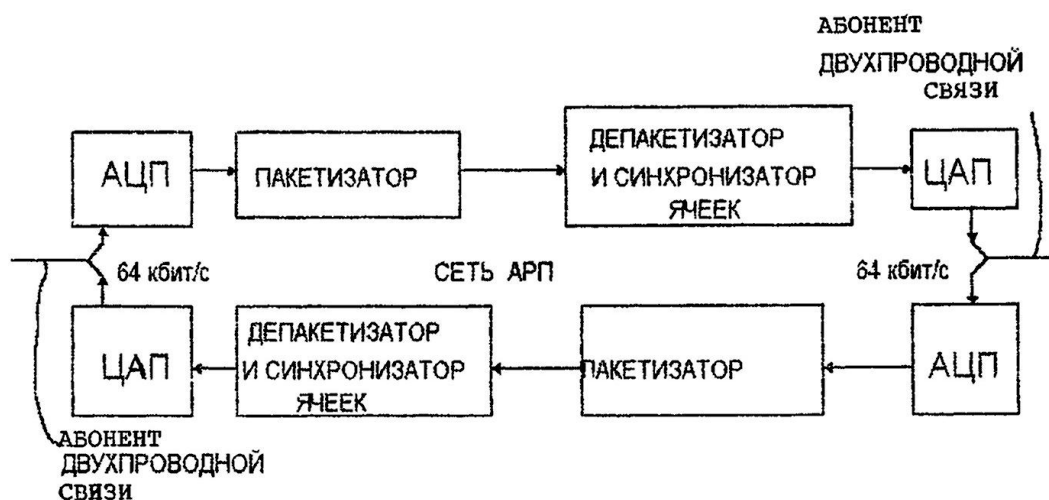 АБОНЕНТ
ДВУХПРОВОДНОЙ
СВЯЗИ
АЦП
ПАКЕТИЗАТОР
ДЕПАКЕТИЗАТОР
И СИНХРОНИЗАТОР
ЯЧЕЕК
ЦАП
64 кбит/с
СЕТЬ АРП
64 кбит/с
ЦАП
ДЕПАКЕТИЗАТОР
И СИНХРОНИЗАТОР
ЯЧЕЕК
ПАКЕТИЗАТОР
АЦП
АБОНЕНТ
ДВУХПРОВОДНОЙ
СВЯЗИ